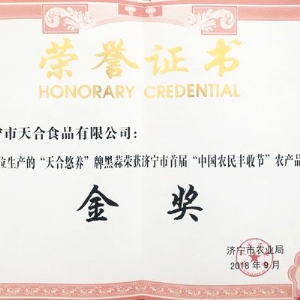 荣誉证书
HONORARY CREDENTIAL
宁市天合食品有限公司：
位生产的“天合悠养”牌黑蒜荣获济宁市首届“中国农民丰收节”农产品
金奖
济宁市农业局
2018年9月